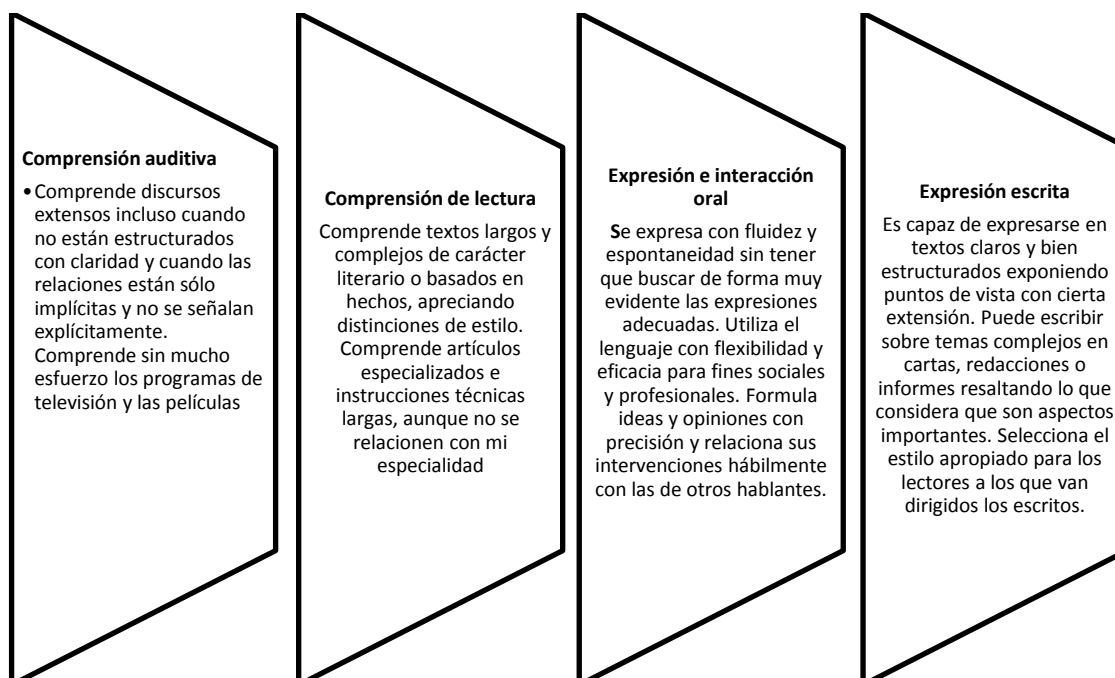 Comprensión auditiva
•Comprende discursos
extensos incluso cuando
no están estructurados
con claridad y cuando las
relaciones están sólo
implícitas y no se señalan
explícitamente.
Comprende sin mucho
esfuerzo los programas de
televisión y las películas
Comprensión de lectura
Comprende textos largos y
complejos de carácter
literario o basados en
hechos, apreciando
distinciones de estilo.
Comprende artículos
especializados e
instrucciones técnicas
largas, aunque no se
relacionen con mi
especialidad
Expresión e interacción
oral
Se expresa con fluidez y
espontaneidad sin tener
que buscar de forma muy
evidente las expresiones
adecuadas. Utiliza el
lenguaje con flexibilidad y
eficacia para fines sociales
y profesionales. Formula
ideas y opiniones con
precisión y relaciona sus
intervenciones hábilmente
con las de otros hablantes.
Expresión escrita
Es capaz de expresarse en
textos claros y bien
estructurados exponiendo
puntos de vista con cierta
extensión. Puede escribir
sobre temas complejos en
cartas, redacciones o
informes resaltando lo que
considera que son aspectos
importantes. Selecciona el
estilo apropiado para los
lectores a los que van
dirigidos los escritos.